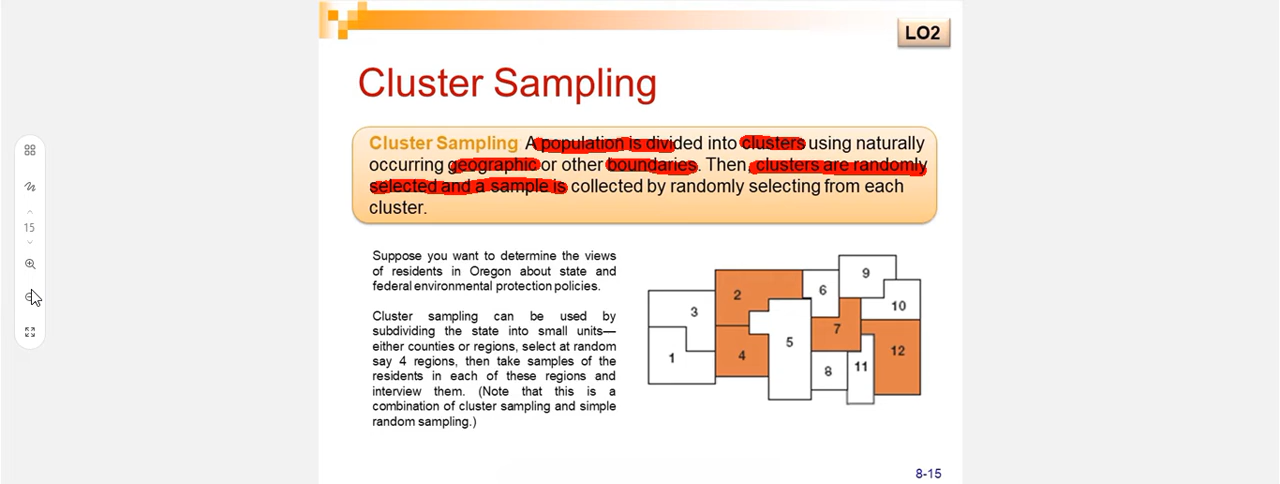 LO2
Cluster Sampling
Cluster Sampling A population is divided into clusters using naturally
occurring geographic or other boundaries. Then, clusters are randomly
selected and a sample is collected by randomly selecting from each
cluster.
Suppose you want to determine the views
of residents in Oregon about state and
federal environmental protection policies.
Cluster sampling can be used by
subdividing the state into small units—
either counties or regions, select at random
say 4 regions, then take samples of the
residents in each of these regions and
interview them. (Note that this is a
combination of cluster sampling and simple
random sampling.)
9
2
6
10
3
7
5
12
4
1
11
8
15
8-15